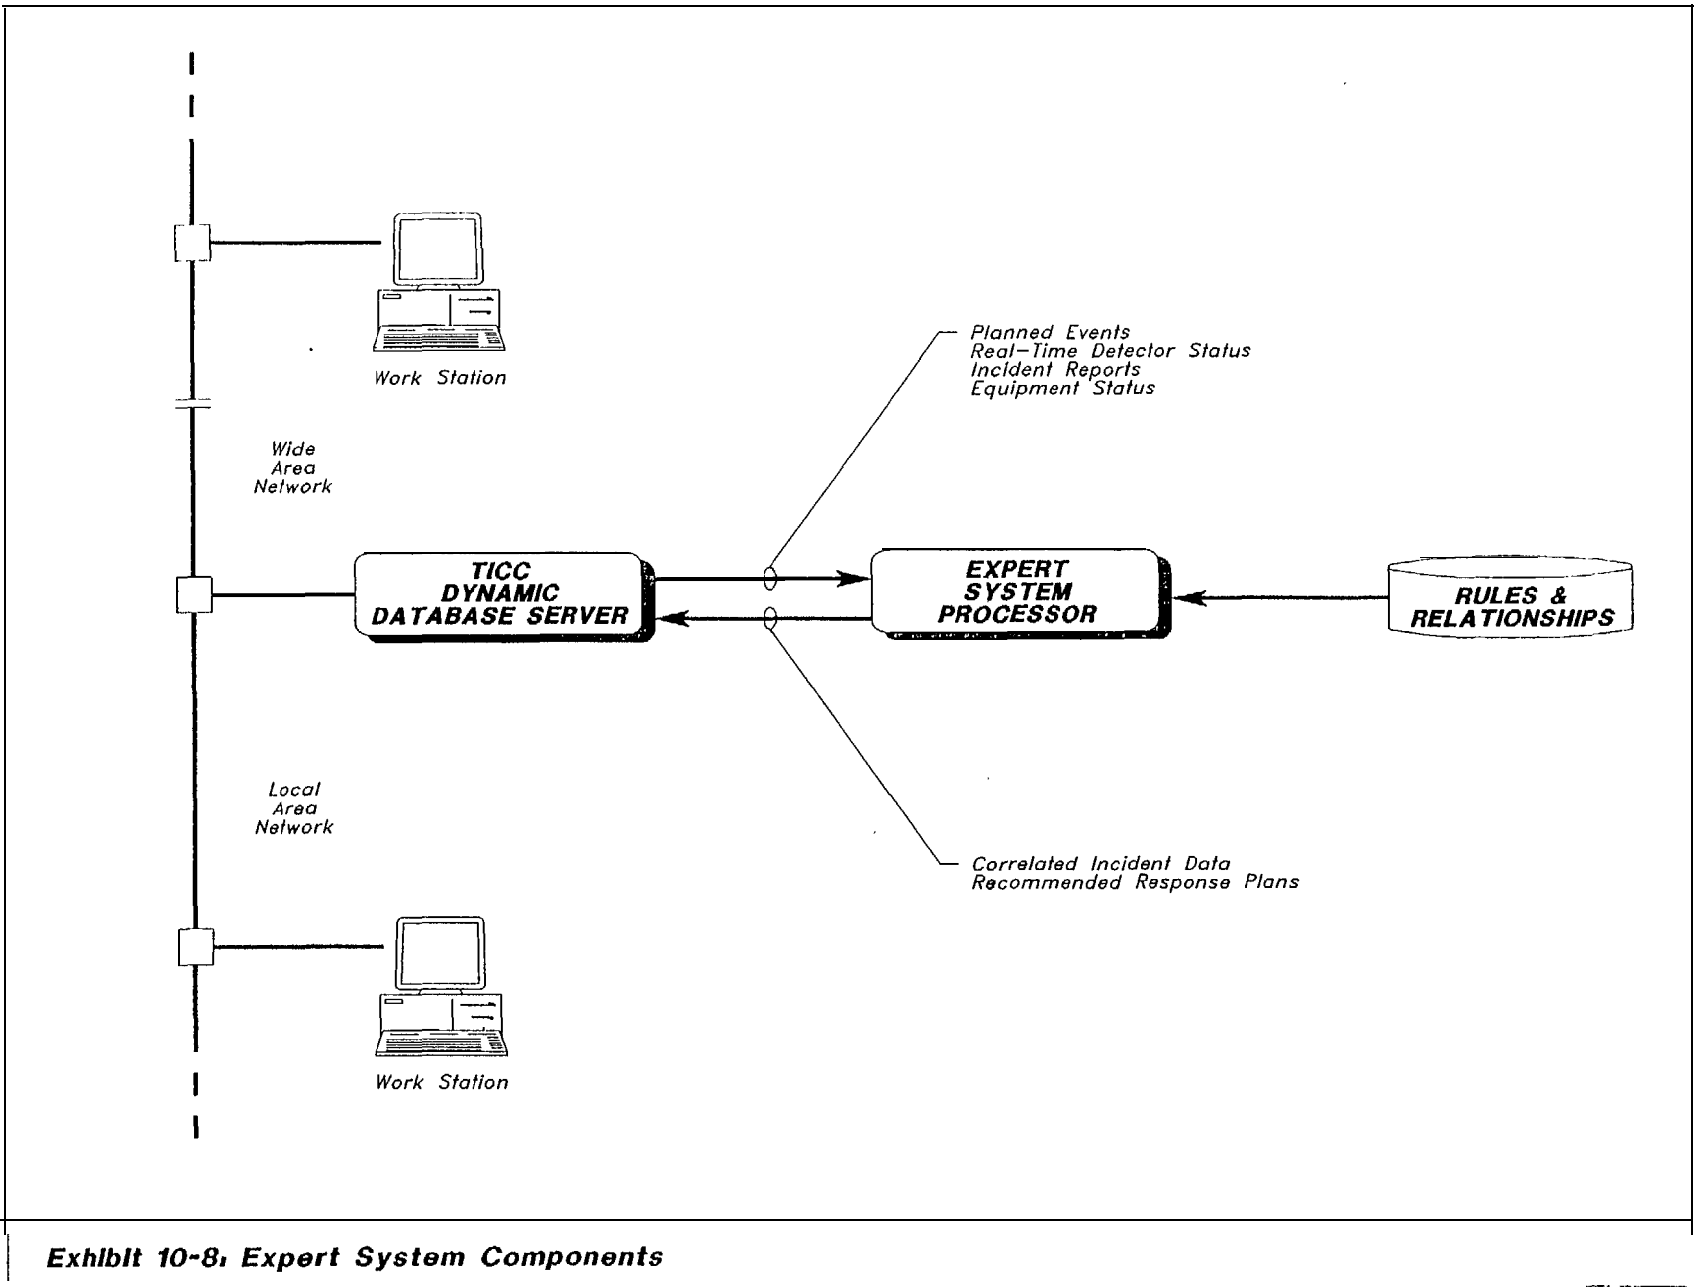 Work Station
Planned Events
Real-Time Detector Status
Incident Reports
Equipment Status
Wide
Area
Network
TICC
DYNAMIC
DATABASE SERVER
EXPERT
SYSTEM
PROCESSOR
RULES &
RELATIONSHIPS
Local
Area
Network
Correlated Incident Data
Recommended Response Plans
Work Station
Exhibit 10-8: Expert System Components